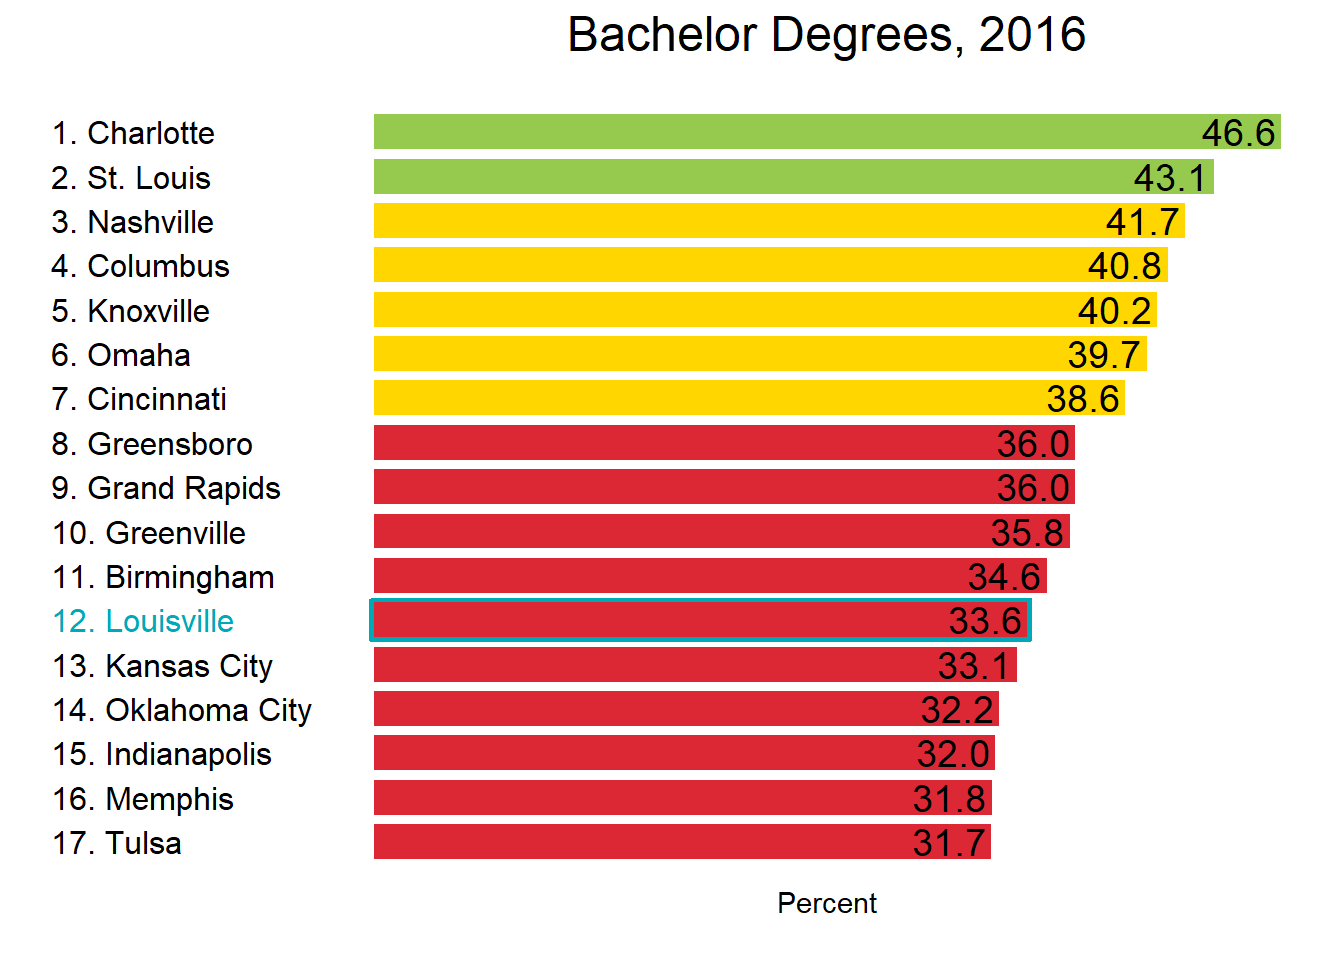 Bachelor Degrees, 2016
1. Charlotte 46.6
2. St. Louis 43.1
3. Nashville 41.7
4. Columbus 40.8
5. Knoxville 40.2
6. Omaha 39.7
7. Cincinnati 38.6
8. Greensboro 36.0
9. Grand Rapids 36.0
10. Greenville 35.8
11. Birmingham 34.6
12. Louisville 33.6
13. Kansas City 33.1
14. Oklahoma City 32.2
15. Indianapolis 32.0
16. Memphis 31.8
17. Tulsa 31.7
Percent